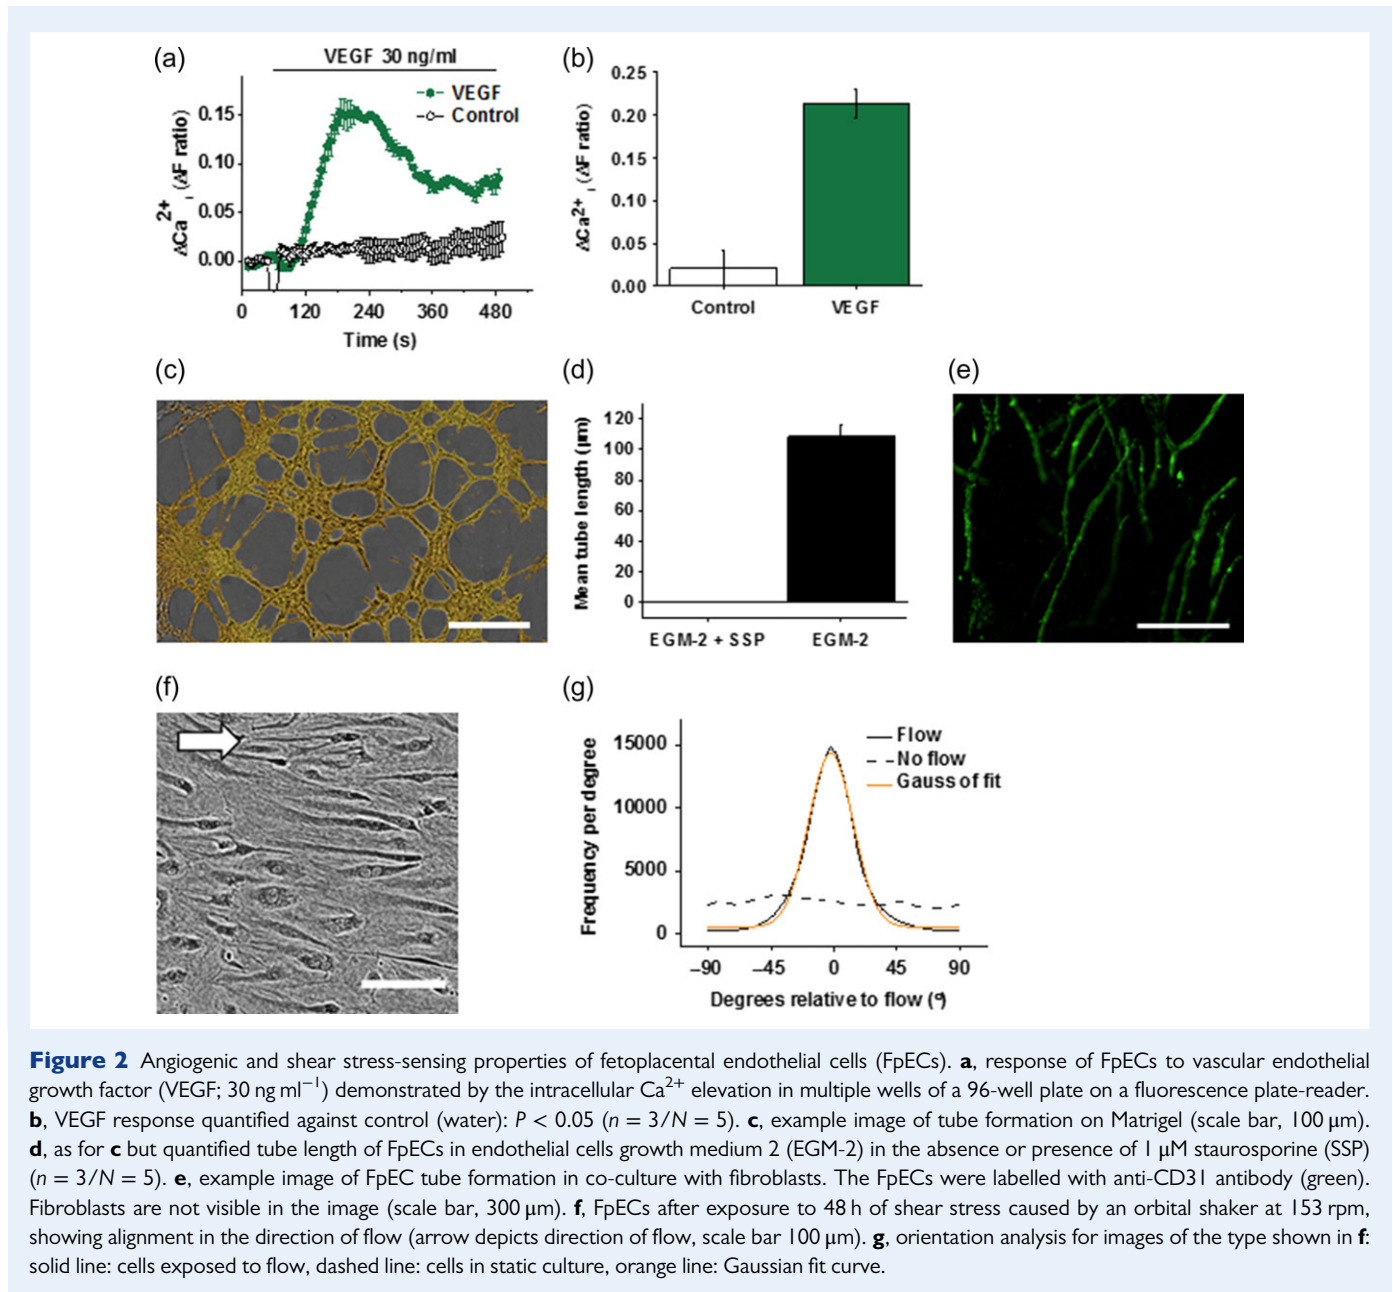 (a)
VEGF 30 ng/ml
VEGF
Control
ΔCa2+i (ΔF ratio)
0.15
0.10
0.05
0.00
0 120 240 360 480
Time (s)
(b)
ΔCa2+i (ΔF ratio)
0.25
0.20
0.15
0.10
0.05
0.00
Control VEGF
(c)
(d)
Mean tube length (µm)
120
100
80
60
40
20
0
EGM-2 + SSP EGM-2
(e)
(f)
(g)
Frequency per degree
15000
10000
5000
0
Flow
No flow
Gauss of fit
−90 −45 0 45 90
Degrees relative to flow (°)
Figure 2 Angiogenic and shear stress-sensing properties of fetoplacental endothelial cells (FpECs). a, response of FpECs to vascular endothelial
growth factor (VEGF; 30 ng ml−1) demonstrated by the intracellular Ca2+ elevation in multiple wells of a 96-well plate on a fluorescence plate-reader.
b, VEGF response quantified against control (water): P < 0.05 (n = 3/N = 5). c, example image of tube formation on Matrigel (scale bar, 100 µm).
d, as for c but quantified tube length of FpECs in endothelial cells growth medium 2 (EGM-2) in the absence or presence of 1 µM staurosporine (SSP)
(n = 3/N = 5). e, example image of FpEC tube formation in co-culture with fibroblasts. The FpECs were labelled with anti-CD31 antibody (green).
Fibroblasts are not visible in the image (scale bar, 300 µm). f, FpECs after exposure to 48 h of shear stress caused by an orbital shaker at 153 rpm,
showing alignment in the direction of flow (arrow depicts direction of flow, scale bar 100 µm). g, orientation analysis for images of the type shown in f:
solid line: cells exposed to flow, dashed line: cells in static culture, orange line: Gaussian fit curve.